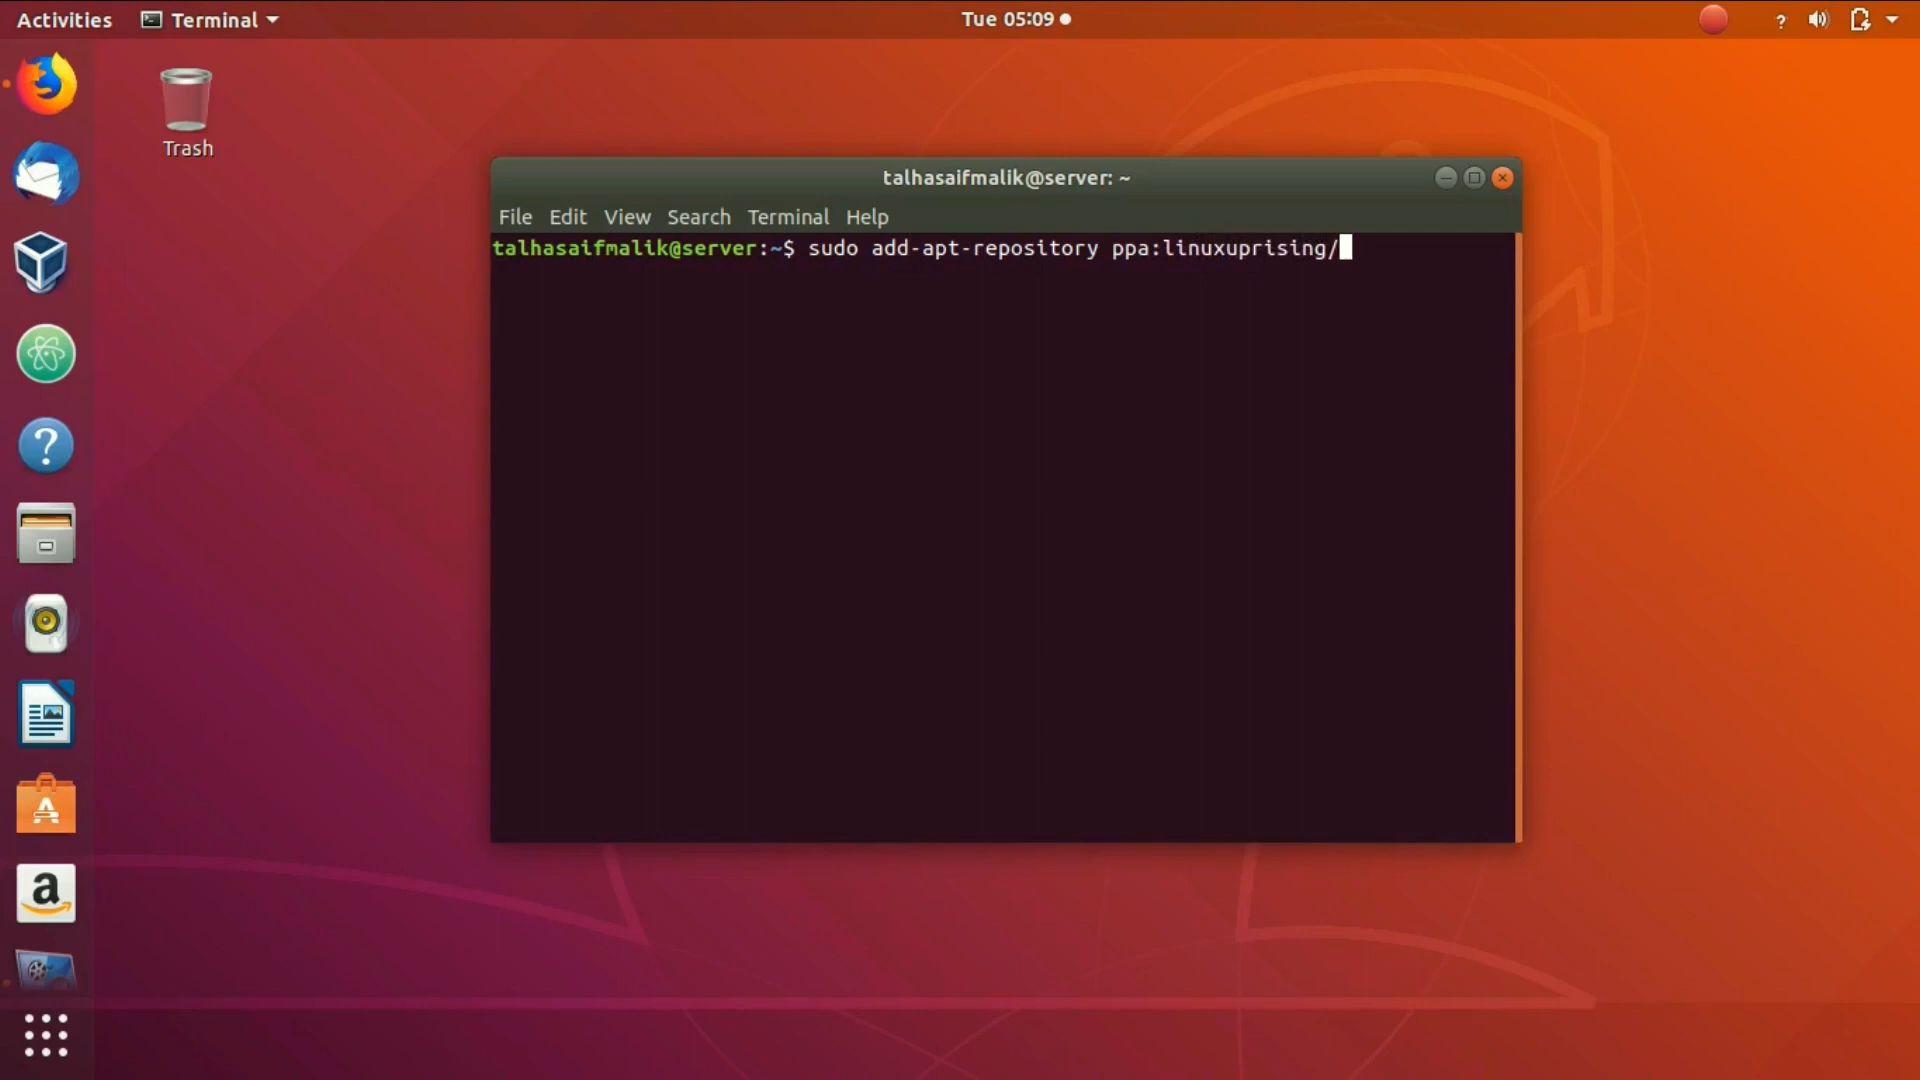 Activities Terminal Tue 05:09 ?
Trash
talhasaifmalik@server: ~
File Edit View Search Terminal Help
talhasaifmalik@server:~$ sudo add-apt-repository ppa:linuxuprising/
?
A
a